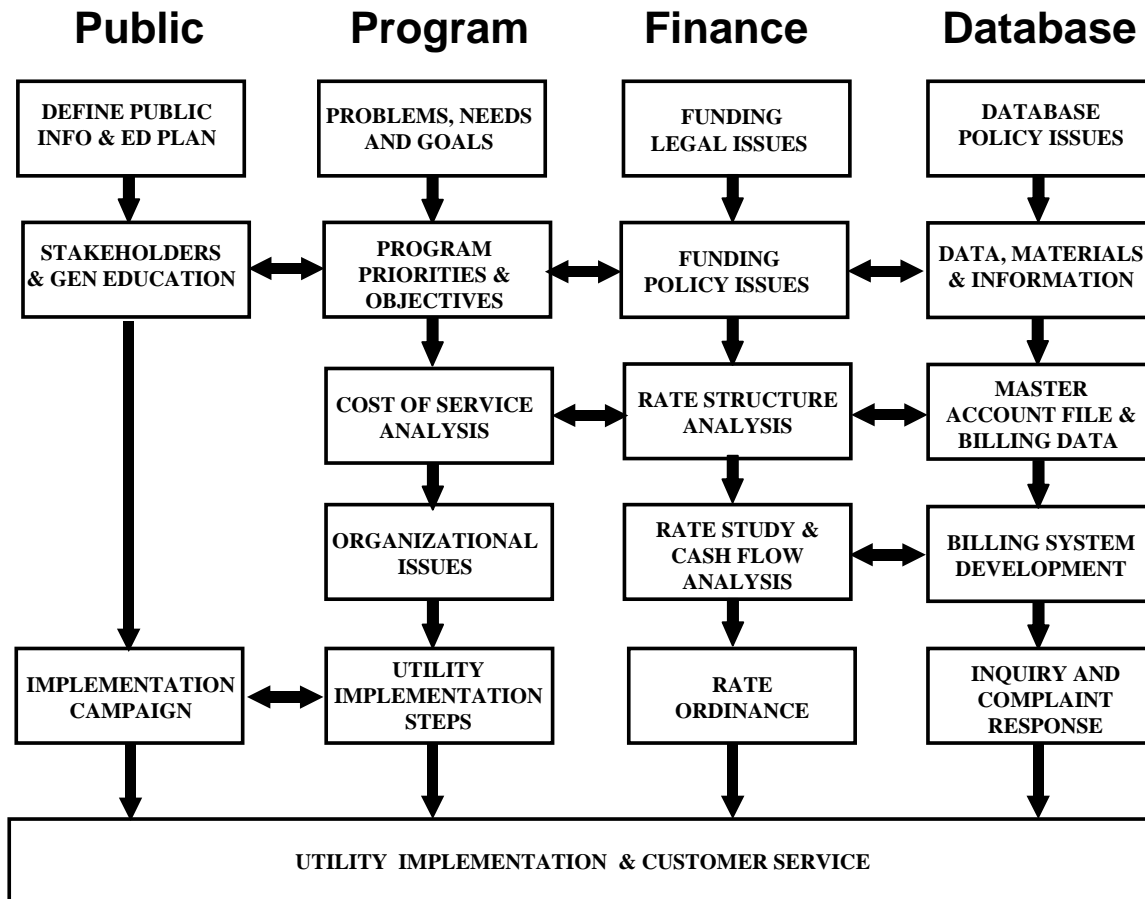 Public
Program
Finance
Database
DEFINE PUBLIC
INFO & ED PLAN
PROBLEMS, NEEDS
AND GOALS
FUNDING
LEGAL ISSUES
DATABASE
POLICY ISSUES
STAKEHOLDERS
& GEN EDUCATION
PROGRAM
PRIORITIES &
OBJECTIVES
FUNDING
POLICY ISSUES
DATA, MATERIALS
& INFORMATION
COST OF SERVICE
ANALYSIS
RATE STRUCTURE
ANALYSIS
MASTER
ACCOUNT FILE &
BILLING DATA
ORGANIZATIONAL
ISSUES
RATE STUDY &
CASH FLOW
ANALYSIS
BILLING SYSTEM
DEVELOPMENT
IMPLEMENTATION
CAMPAIGN
UTILITY
IMPLEMENTATION
STEPS
RATE
ORDINANCE
INQUIRY AND
COMPLAINT
RESPONSE
UTILITY IMPLEMENTATION & CUSTOMER SERVICE